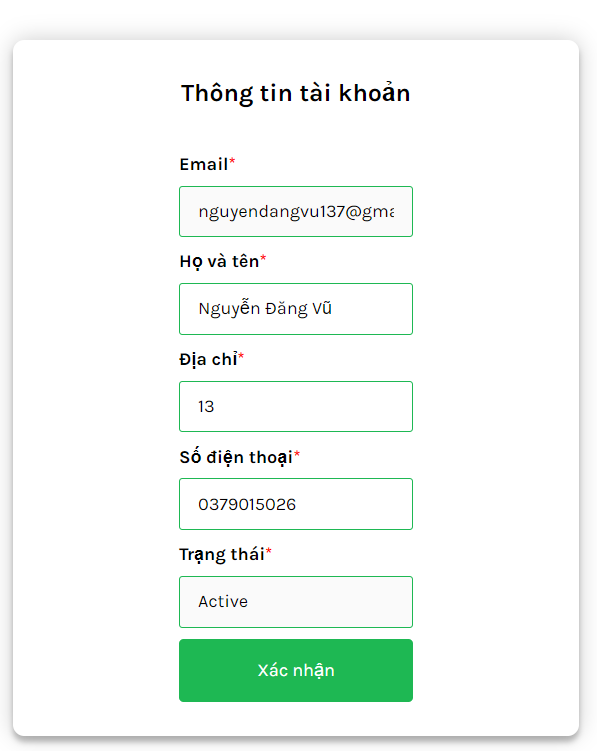 Thông tin tài khoản
Email*
nguyendangvu137@gma
Họ và tên*
Nguyễn Đăng Vũ
Địa chỉ*
13
Số điện thoại*
0379015026
Trạng thái*
Active
Xác nhận